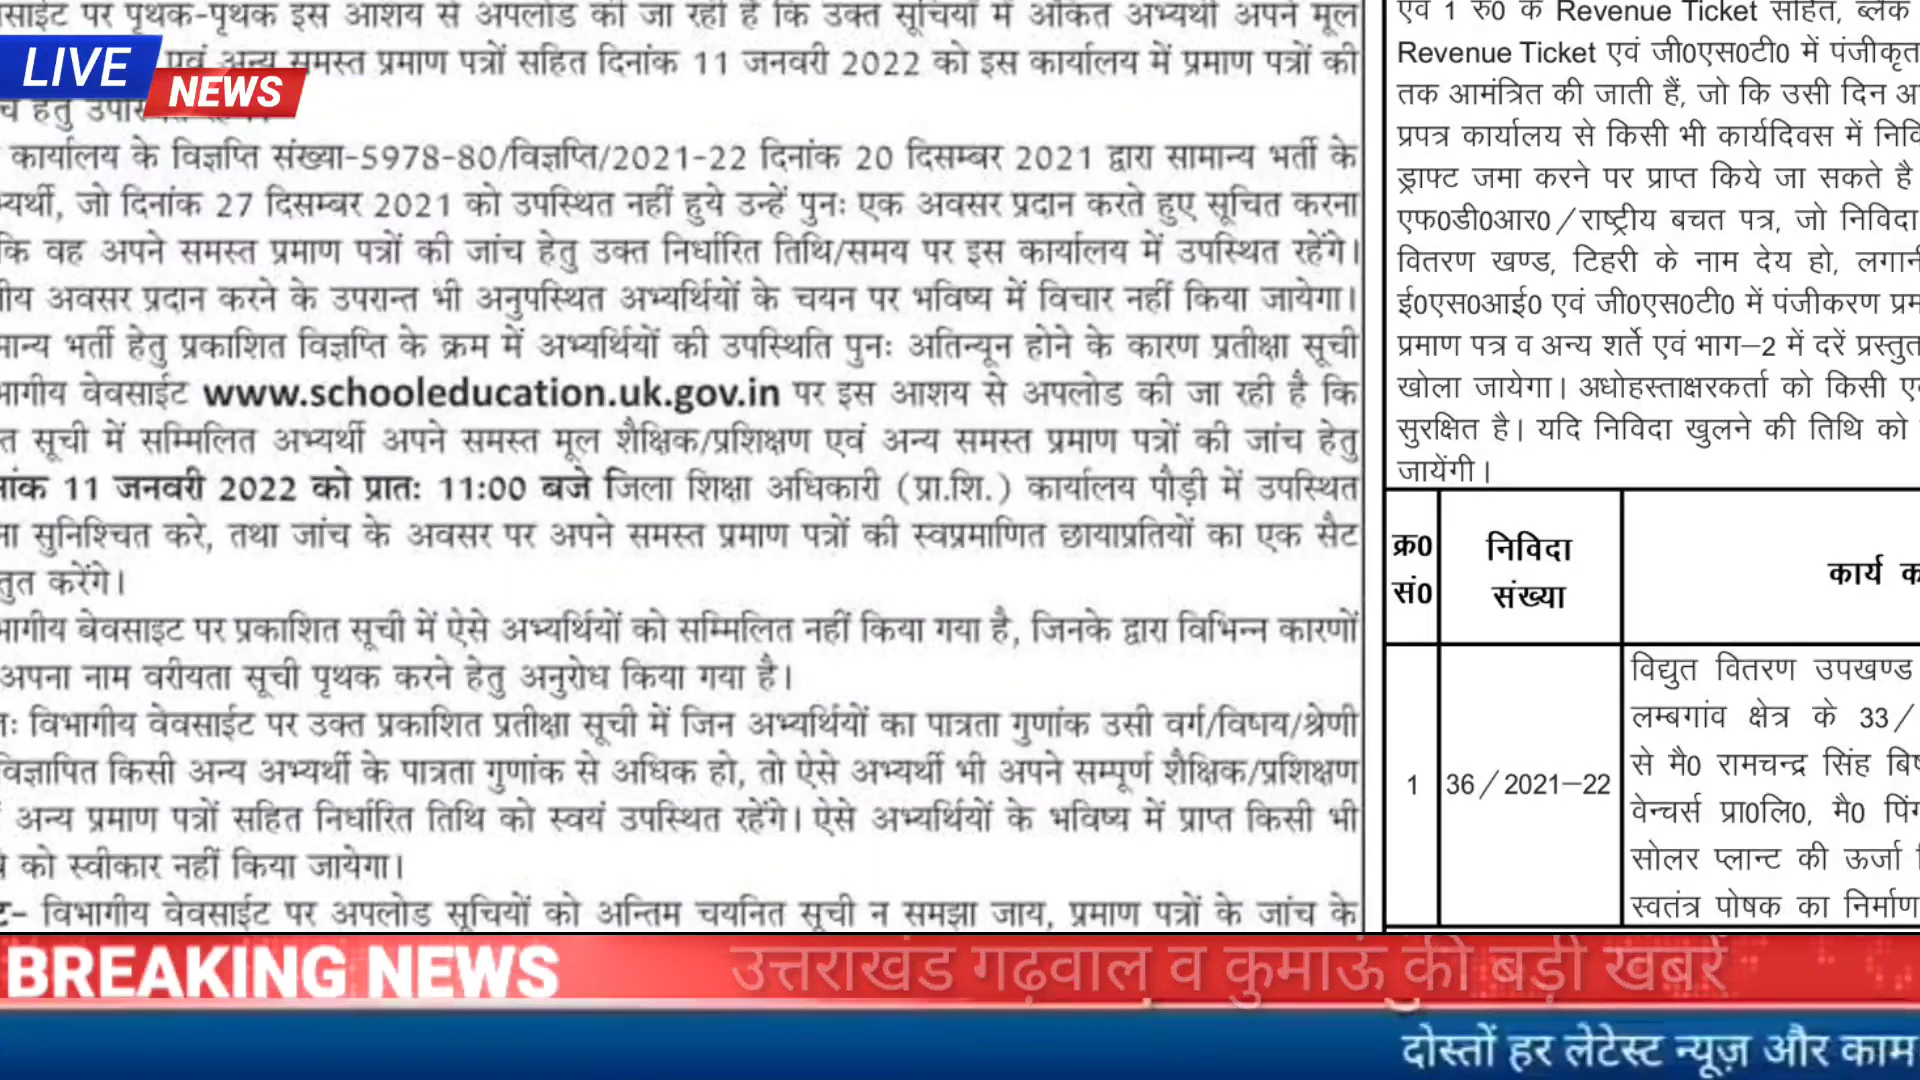 साईट पर पृथक-पृथक इस आशय से अपलोड की जा रही है कि उक्त सूचियों में अंकित अभ्यर्थी अपने मूल
एवं अन्य समस्त प्रमाण पत्रों सहित दिनांक 11 जनवरी 2022 को इस कार्यालय में प्रमाण पत्रों की
च हेतु
कार्यालय के विज्ञप्ति संख्या-5978-80/विज्ञप्ति/2021-22 दिनांक 20 दिसम्बर 2021 द्वारा सामान्य भर्ती के
यर्थी, जो दिनांक 27 दिसम्बर 2021 को उपस्थित नहीं हुये उन्हें पुनः एक अवसर प्रदान करते हुए सूचित करना
कि वह अपने समस्त प्रमाण पत्रों की जांच हेतु उक्त निर्धारित तिथि/समय पर इस कार्यालय में उपस्थित रहेंगे।
ीय अवसर प्रदान करने के उपरान्त भी अनुपस्थित अभ्यर्थियों के चयन पर भविष्य में विचार नहीं किया जायेगा।
मान्य भर्ती हेतु प्रकाशित विज्ञप्ति के क्रम में अभ्यर्थियों की उपस्थिति पुनः अतिन्यून होने के कारण प्रतीक्षा सूची
भागीय वेवसाईट www.schooleducation.uk.gov.in पर इस आशय से अपलोड की जा रही है कि
त सूची में सम्मिलित अभ्यर्थी अपने समस्त मूल शैक्षिक/प्रशिक्षण एवं अन्य समस्त प्रमाण पत्रों की जांच हेतु
नांक 11 जनवरी 2022 को प्रातः 11:00 बजे जिला शिक्षा अधिकारी (प्रा.शि.) कार्यालय पौड़ी में उपस्थित
ना सुनिश्चित करे, तथा जांच के अवसर पर अपने समस्त प्रमाण पत्रों की स्वप्रमाणित छायाप्रतियों का एक सैट
तुत करेंगे।
भागीय बेवसाइट पर प्रकाशित सूची में ऐसे अभ्यर्थियों को सम्मिलित नहीं किया गया है, जिनके द्वारा विभिन्न कारणों
अपना नाम वरीयता सूची पृथक करने हेतु अनुरोध किया गया है।
तः विभागीय वेवसाईट पर उक्त प्रकाशित प्रतीक्षा सूची में जिन अभ्यर्थियों का पात्रता गुणांक उसी वर्ग/विषय/श्रेणी
विज्ञापित किसी अन्य अभ्यर्थी के पात्रता गुणांक से अधिक हो, तो ऐसे अभ्यर्थी भी अपने सम्पूर्ण शैक्षिक/प्रशिक्षण
अन्य प्रमाण पत्रों सहित निर्धारित तिथि को स्वयं उपस्थित रहेंगे। ऐसे अभ्यर्थियों के भविष्य में प्राप्त किसी भी
को स्वीकार नहीं किया जायेगा।
ट- विभागीय वेवसाईट पर अपलोड सूचियों को अन्तिम चयनित सूची न समझा जाय, प्रमाण पत्रों के जांच के
एवं 1 रु0 के Revenue Ticket सहित, ब्लैक
Revenue Ticket एवं जी0एस0टी0 में पंजीकृत
तक आमंत्रित की जाती हैं, जो कि उसी दिन अ
प्रपत्र कार्यालय से किसी भी कार्यदिवस में निवि
ड्राफ्ट जमा करने पर प्राप्त किये जा सकते है
एफ0डी0आर0/राष्ट्रीय बचत पत्र, जो निविदा
वितरण खण्ड, टिहरी के नाम देय हो, लगानी
ई0एस0आई0 एवं जी0एस0टी0 में पंजीकरण प्रम
प्रमाण पत्र व अन्य शर्ते एवं भाग-2 में दरें प्रस्तुत
खोला जायेगा। अधोहस्ताक्षरकर्ता को किसी ए
सुरक्षित है। यदि निविदा खुलने की तिथि को
जायेंगी।
क्र0 सं0 निविदा संख्या कार्य क
1 36/2021-22 विद्युत वितरण उपखण्ड
लम्बगांव क्षेत्र के 33/
से मै0 रामचन्द्र सिंह बिष
वेन्चर्स प्रा0लि0, मै0 पिंग
सोलर प्लान्ट की ऊर्जा f
स्वतंत्र पोषक का निर्माण
LIVE
NEWS
BREAKING NEWS
उत्तराखंड गढ़वाल व कुमाऊं की बड़ी खबरें
दोस्तों हर लेटेस्ट न्यूज़ और काम